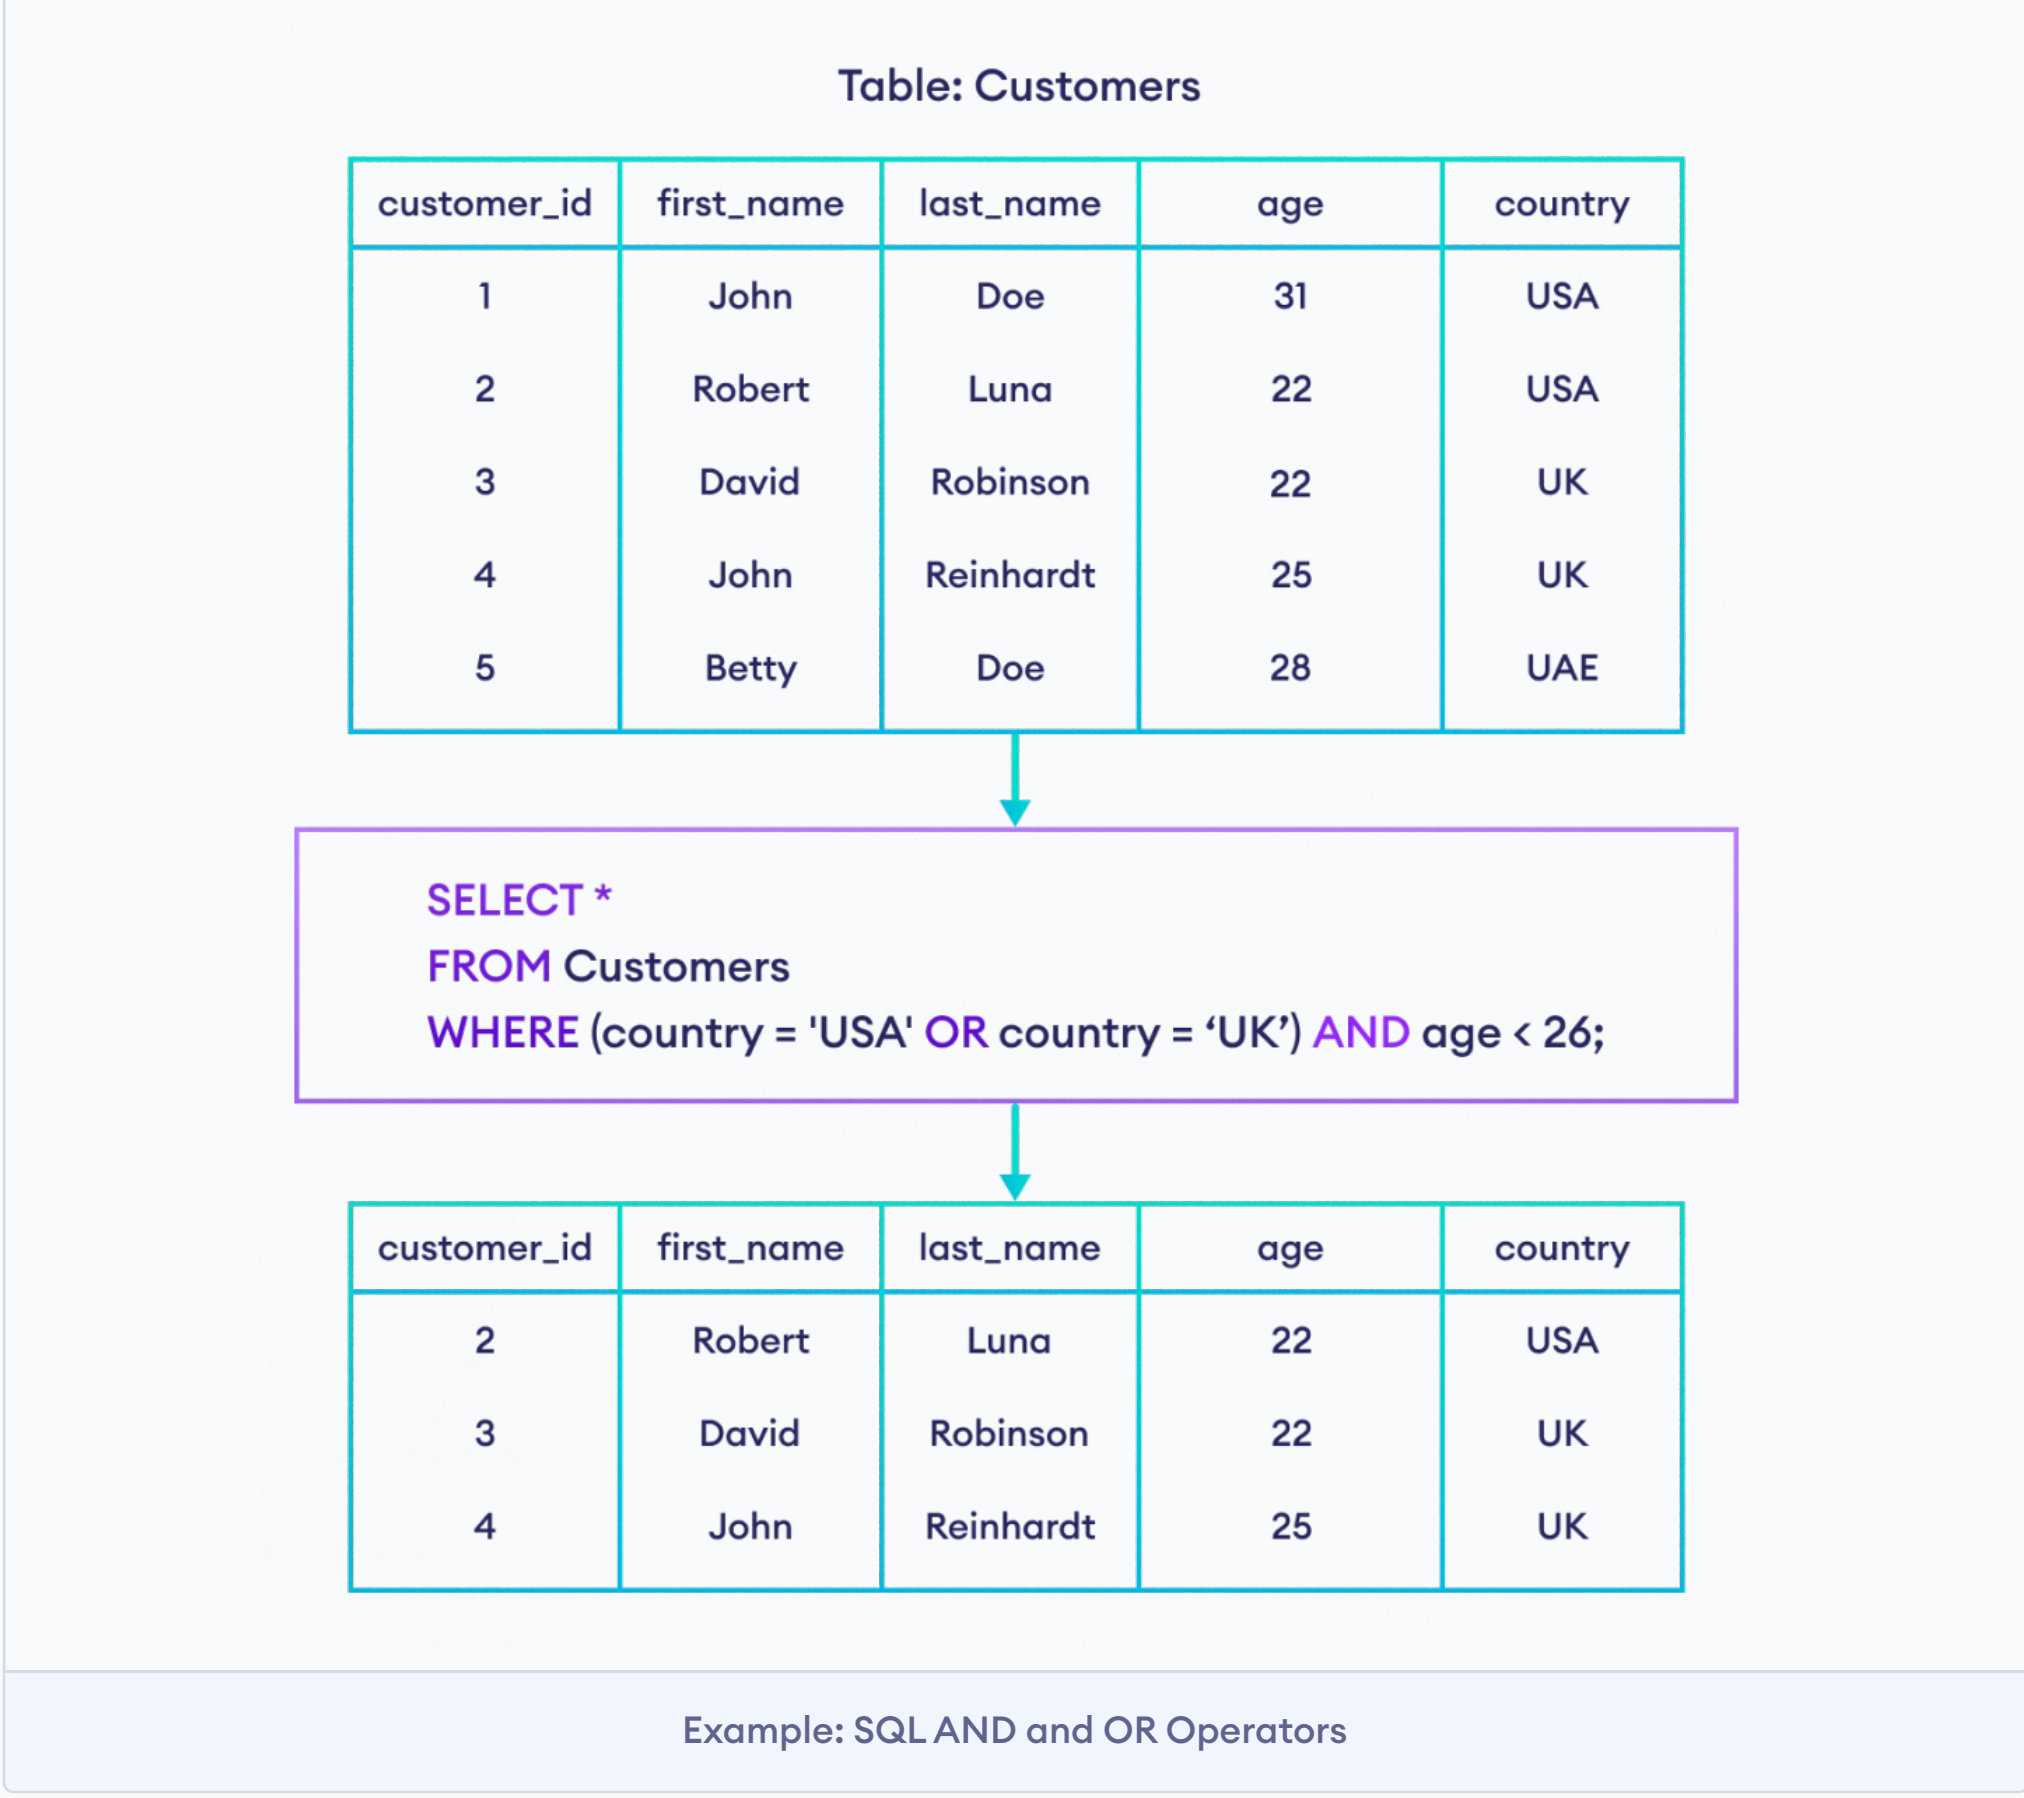 Table: Customers
customer_id first_name last_name age country
1 John Doe 31 USA
2 Robert Luna 22 USA
3 David Robinson 22 UK
4 John Reinhardt 25 UK
5 Betty Doe 28 UAE
SELECT *
FROM Customers
WHERE (country = 'USA' OR country = ‘UK’) AND age < 26;
customer_id first_name last_name age country
2 Robert Luna 22 USA
3 David Robinson 22 UK
4 John Reinhardt 25 UK
Example: SQL AND and OR Operators